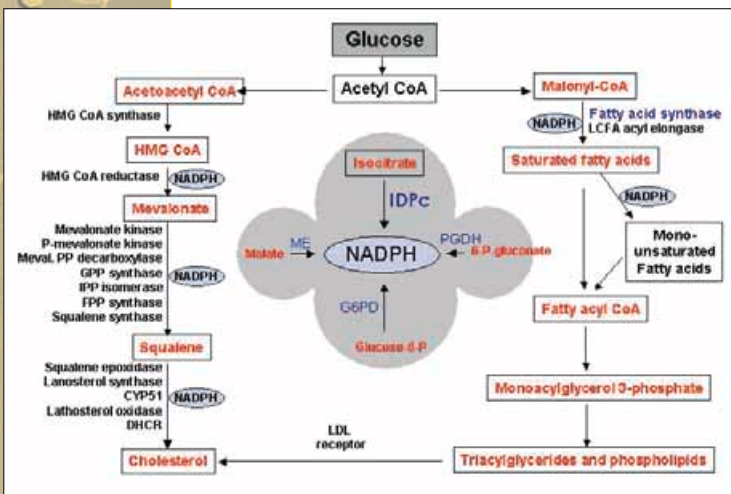 Glucose
Acetyl CoA
Acetoacetyl CoA
HMG CoA synthase
HMG CoA
HMG CoA reductase
NADPH
Mevalonate
Mevalonate kinase
P-mevalonate kinase
Meval. PP decarboxylase
GPP synthase
IPP isomerase
FPP synthase
Squalene synthase
NADPH
Squalene
Squalene epoxidase
Lanosterol synthase
CYP51
Lathosterol oxidase
DHCR
NADPH
Cholesterol
Isocitrate
IDPc
Malate
ME
NADPH
PGDH
6-P-gluconate
G6PD
Glucose 6-P
LDL
receptor
Malonyl-CoA
NADPH
Fatty acid synthase
LCFA acyl elongase
Saturated fatty acids
NADPH
Mono-
unsaturated
Fatty acids
Fatty acyl CoA
Monoacylglycerol 3-phosphate
Triacylglycerides and phospholipids